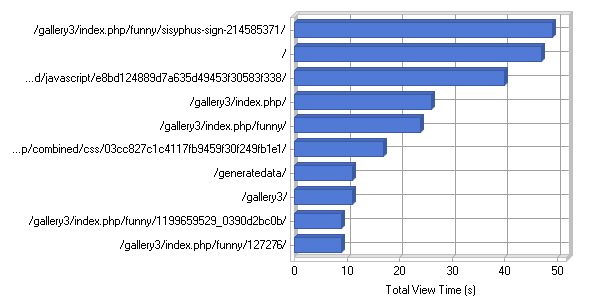 /gallery3/index.php/funny/sisyphus-sign-214585371/
/
...d/javascript/e8bd124889d7a635d49453f30583f338/
/gallery3/index.php/
/gallery3/index.php/funny/
...p/combined/css/03cc827c1c4117fb9459f30f249fb1e1/
/generatedata/
/gallery3/
/gallery3/index.php/funny/1199659529_0390d2bc0b/
/gallery3/index.php/funny/127276/
0 10 20 30 40 50
Total View Time (s)